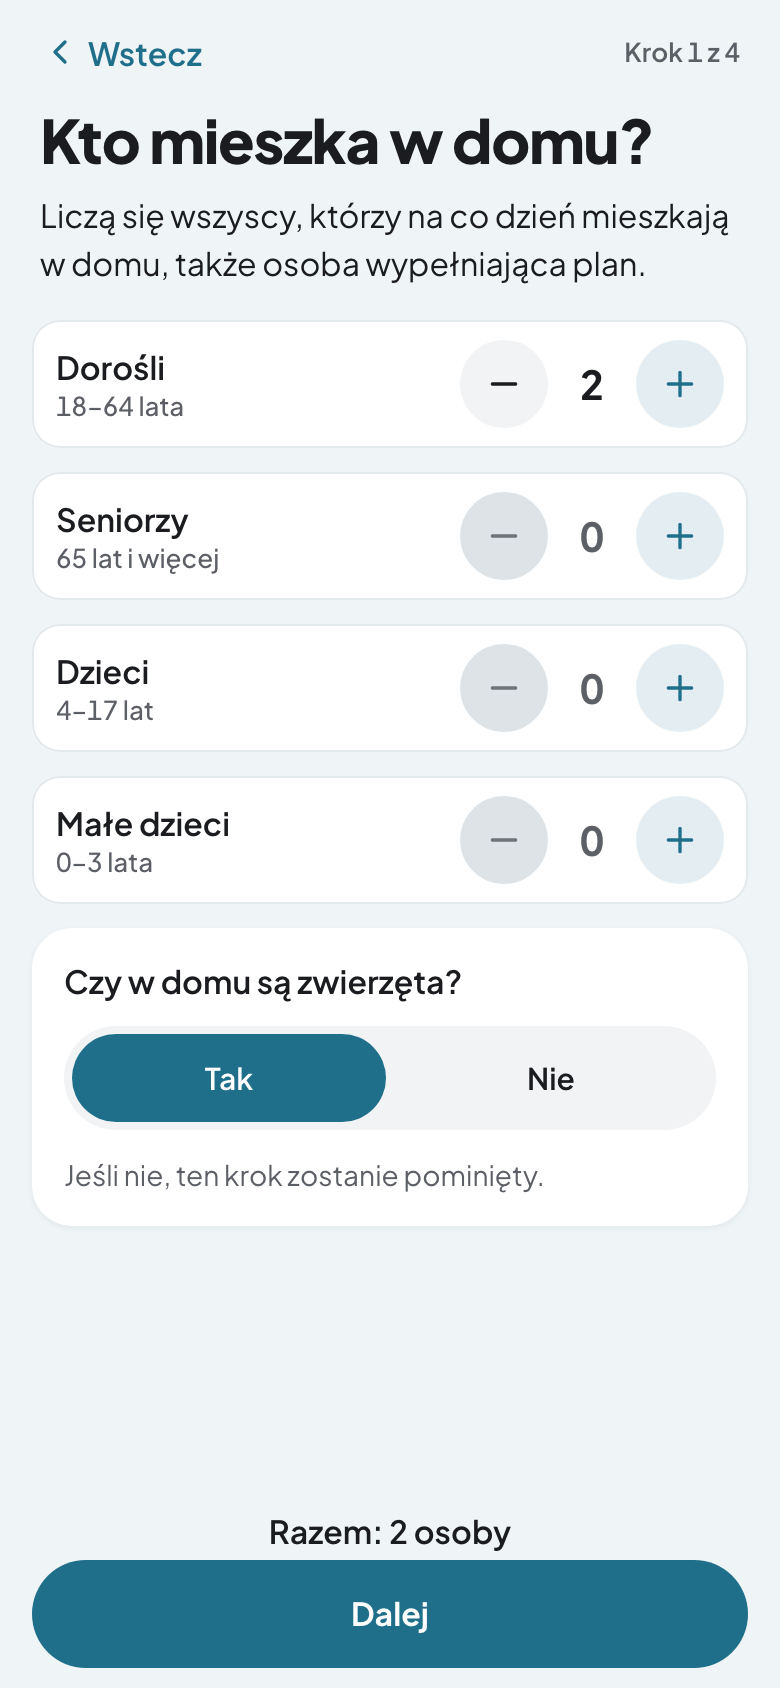 Wstecz
Krok 1 z 4
Kto mieszka w domu?
Liczą się wszyscy, którzy na co dzień mieszkają
w domu, także osoba wypełniająca plan.
Dorośli
18–64 lata
2
Seniorzy
65 lat i więcej
0
Dzieci
4–17 lat
0
Małe dzieci
0–3 lata
0
Czy w domu są zwierzęta?
Tak
Nie
Jeśli nie, ten krok zostanie pominięty.
Razem: 2 osoby
Dalej